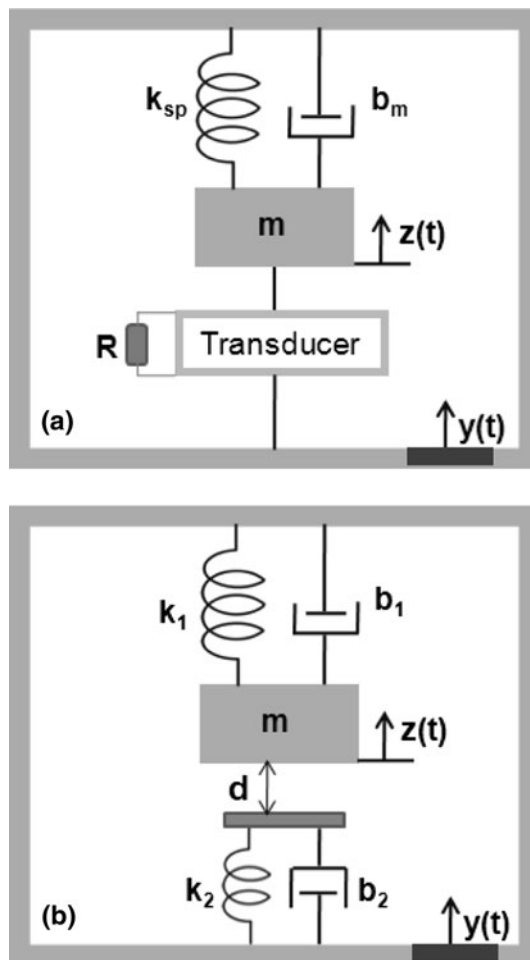 k_sp b_m
m
z(t)
R Transducer
(a) y(t)
k_1 b_1
m
z(t)
d
k_2 b_2
(b) y(t)